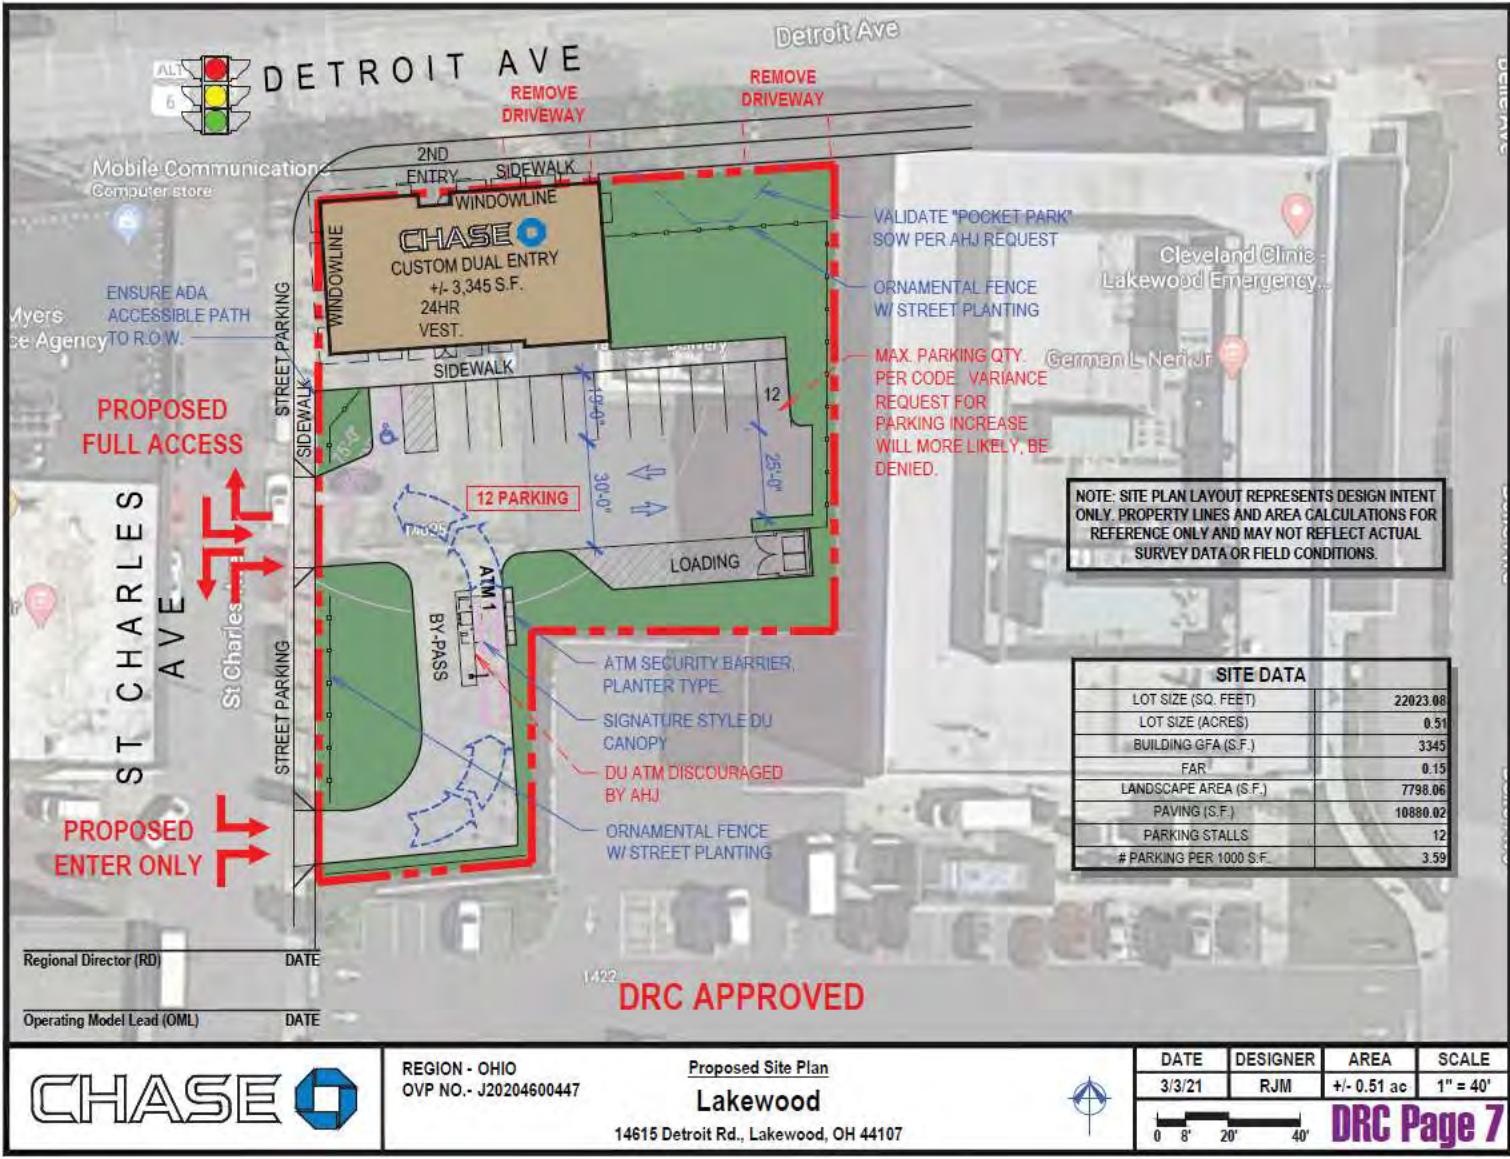 Detroit Ave
DETROIT AVE
ALT
6
REMOVE
DRIVEWAY
REMOVE
DRIVEWAY
Mobile Communications
Computer store
2ND
ENTRY
SIDEWALK
WINDOWLINE
WINDOWLINE
CHASE
CUSTOM DUAL ENTRY
+/- 3,345 S.F.
24HR
VEST.
VALIDATE "POCKET PARK"
SOW PER AHJ REQUEST
ORNAMENTAL FENCE
W/ STREET PLANTING
Cleveland Clinic -
Lakewood Emergency...
German L Neri Jr
ENSURE ADA
ACCESSIBLE PATH
TO R.O.W.
Myers
ce Agency
STREET PARKING
SIDEWALK
SIDEWALK
Delivery
MAX. PARKING QTY.
PER CODE. VARIANCE
REQUEST FOR
PARKING INCREASE
WILL MORE LIKELY, BE
DENIED.
12
19'-0"
30'-0"
25'-0"
15'-0"
PROPOSED
FULL ACCESS
12 PARKING
NOTE: SITE PLAN LAYOUT REPRESENTS DESIGN INTENT
ONLY. PROPERTY LINES AND AREA CALCULATIONS FOR
REFERENCE ONLY AND MAY NOT REFLECT ACTUAL
SURVEY DATA OR FIELD CONDITIONS.
LOADING
ATM 1
BY-PASS
ST CHARLES
AVE
St Charles Ave
STREET PARKING
ATM SECURITY BARRIER,
PLANTER TYPE.
SIGNATURE STYLE DU
CANOPY
DU ATM DISCOURAGED
BY AHJ
ORNAMENTAL FENCE
W/ STREET PLANTING
PROPOSED
ENTER ONLY
SITE DATA
LOT SIZE (SQ. FEET) 22023.08
LOT SIZE (ACRES) 0.51
BUILDING GFA (S.F.) 3345
FAR 0.15
LANDSCAPE AREA (S.F.) 7798.06
PAVING (S.F.) 10880.02
PARKING STALLS 12
# PARKING PER 1000 S.F. 3.59
Regional Director (RD) DATE
Operating Model Lead (OML) DATE
1422
DRC APPROVED
CHASE
REGION - OHIO
OVP NO.- J20204600447
Proposed Site Plan
Lakewood
14615 Detroit Rd., Lakewood, OH 44107
DATE DESIGNER AREA SCALE
3/3/21 RJM +/- 0.51 ac 1" = 40'
0 8' 20' 40'
DRC Page 7